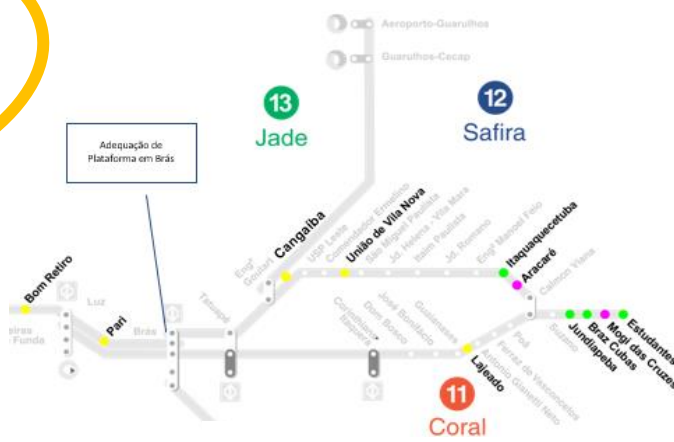 Aeroporto-Guarulhos
Guarulhos-Cecap
13
Jade
12
Safira
Adequação de
Plataforma em Brás
Engº
Goulart
Cangaíba
USP Leste
Comendador Ermelino
União de Vila Nova
São Miguel Paulista
Jd. Helena - Vila Mara
Itaim Paulista
Jd. Romano
Engº Manoel Feio
Itaquaquecetuba
Aracaré
Calmon Viana
Bom Retiro
Luz
Pari
Brás
Tatuapé
Corinthians
Itaquera
Dom Bosco
José Bonifácio
Guaianases
Lajeado
Antonio Gianetti Neto
Ferraz de Vasconcelos
Poá
Suzano
Jundiapeba
Braz Cubas
Mogi das Cruzes
Estudantes
Funda
11
Coral